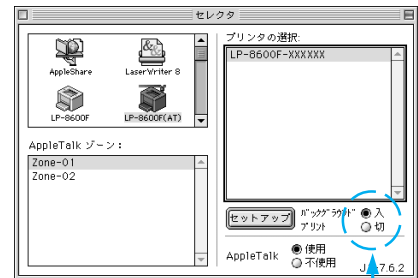 セレクタ
AppleShare
LaserWriter 8
LP-8600F
LP-8600F(AT)
AppleTalk ゾーン：
Zone-01
Zone-02
プリンタの選択:
LP-8600F-XXXXXX
セットアップ
バックグラウンド
プリント
入
切
AppleTalk
使用
不使用
J 7.6.2